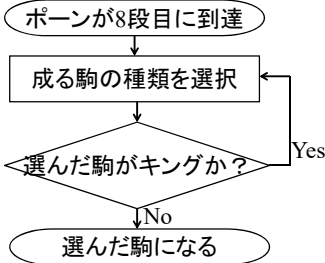 ポーンが8段目に到達
成る駒の種類を選択
選んだ駒がキングか？
Yes
No
選んだ駒になる